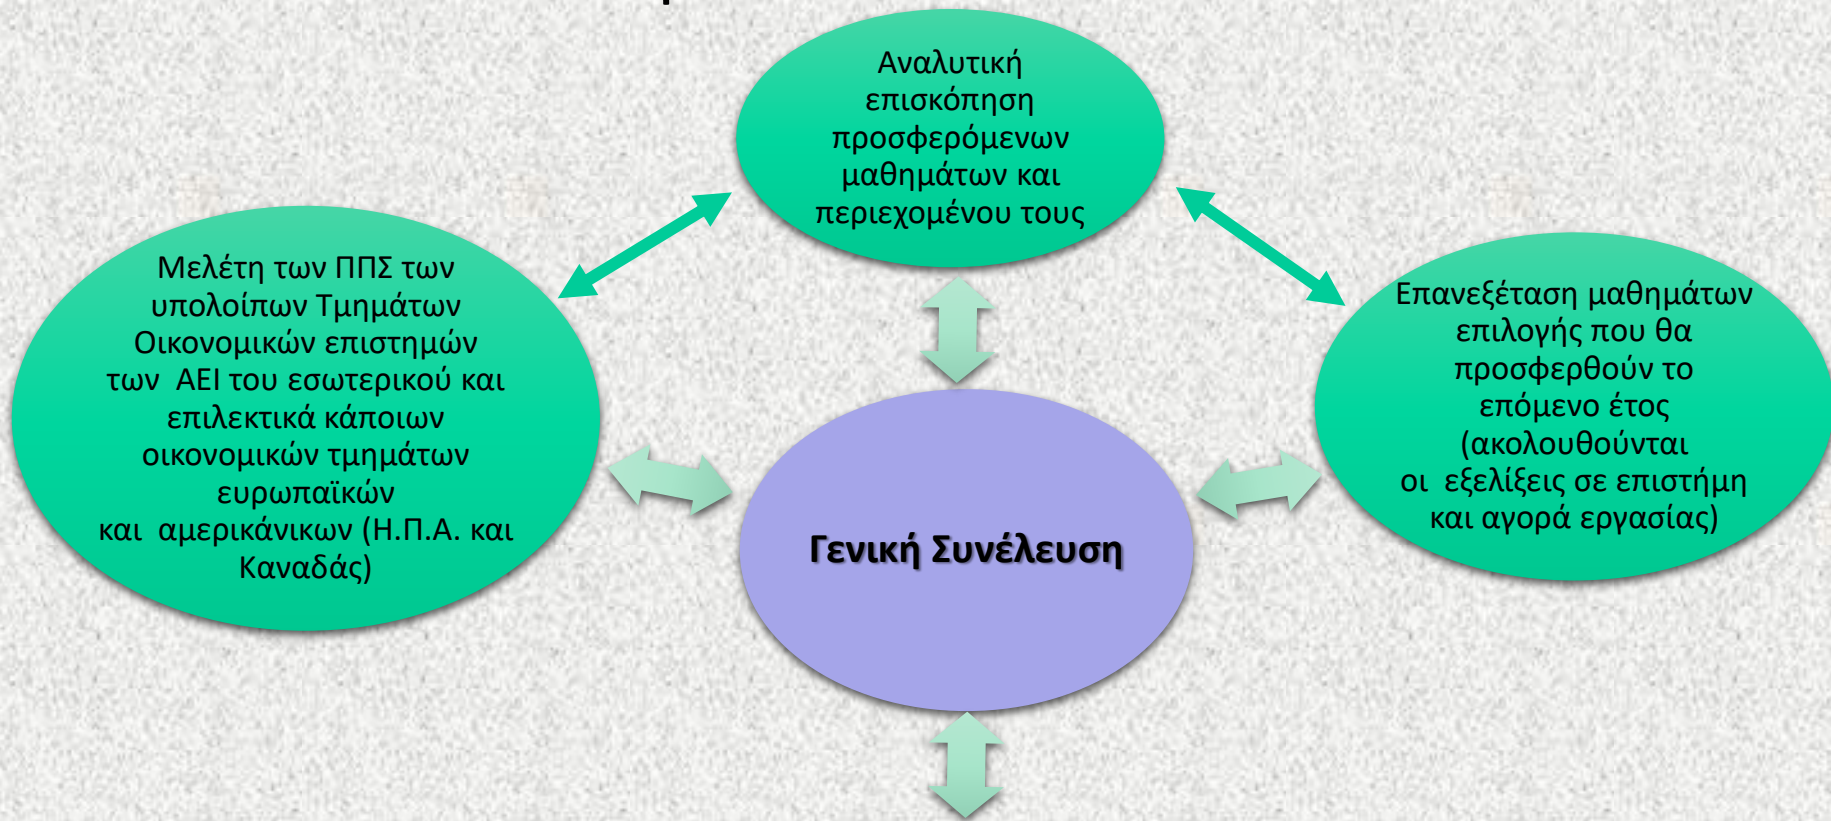 Αναλυτική
επισκόπηση
προσφερόμενων
μαθημάτων και
περιεχομένου τους
Μελέτη των ΠΠΣ των
υπολοίπων Τμημάτων
Οικονομικών επιστημών
των ΑΕΙ του εσωτερικού και
επιλεκτικά κάποιων
οικονομικών τμημάτων
ευρωπαϊκών
και αμερικάνικων (Η.Π.Α. και
Καναδάς)
Επανεξέταση μαθημάτων
επιλογής που θα
προσφερθούν το
επόμενο έτος
(ακολουθούνται
οι εξελίξεις σε επιστήμη
και αγορά εργασίας)
Γενική Συνέλευση